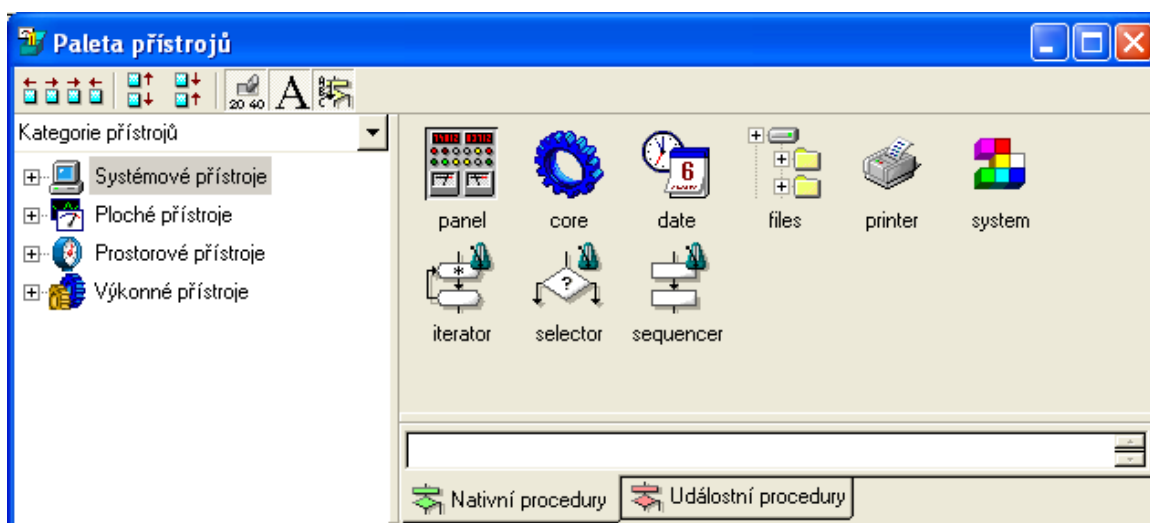 Paleta přístrojů
20 40 A
Kategorie přístrojů
Systémové přístroje
Ploché přístroje
Prostorové přístroje
Výkonné přístroje
6
panel core date files printer system
* ?
iterator selector sequencer
Nativní procedury Událostní procedury